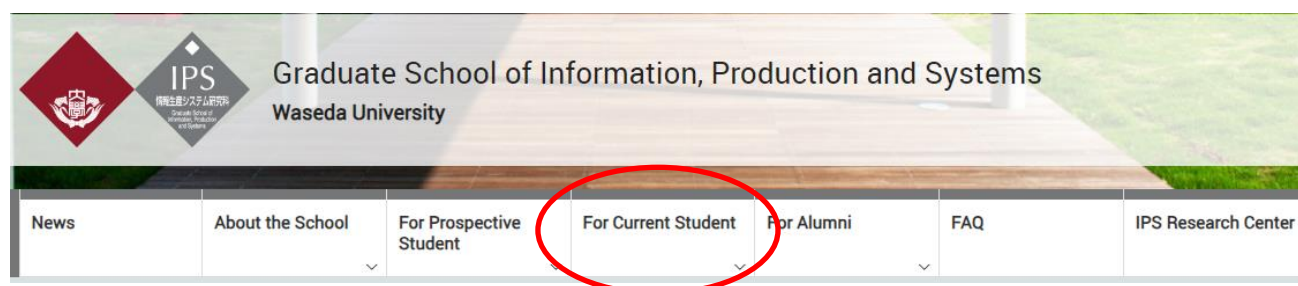 IPS
情報生産システム研究科
Graduate School of
Information, Production
and Systems
Graduate School of Information, Production and Systems
Waseda University
News
About the School
For Prospective
Student
For Current Student
For Alumni
FAQ
IPS Research Center